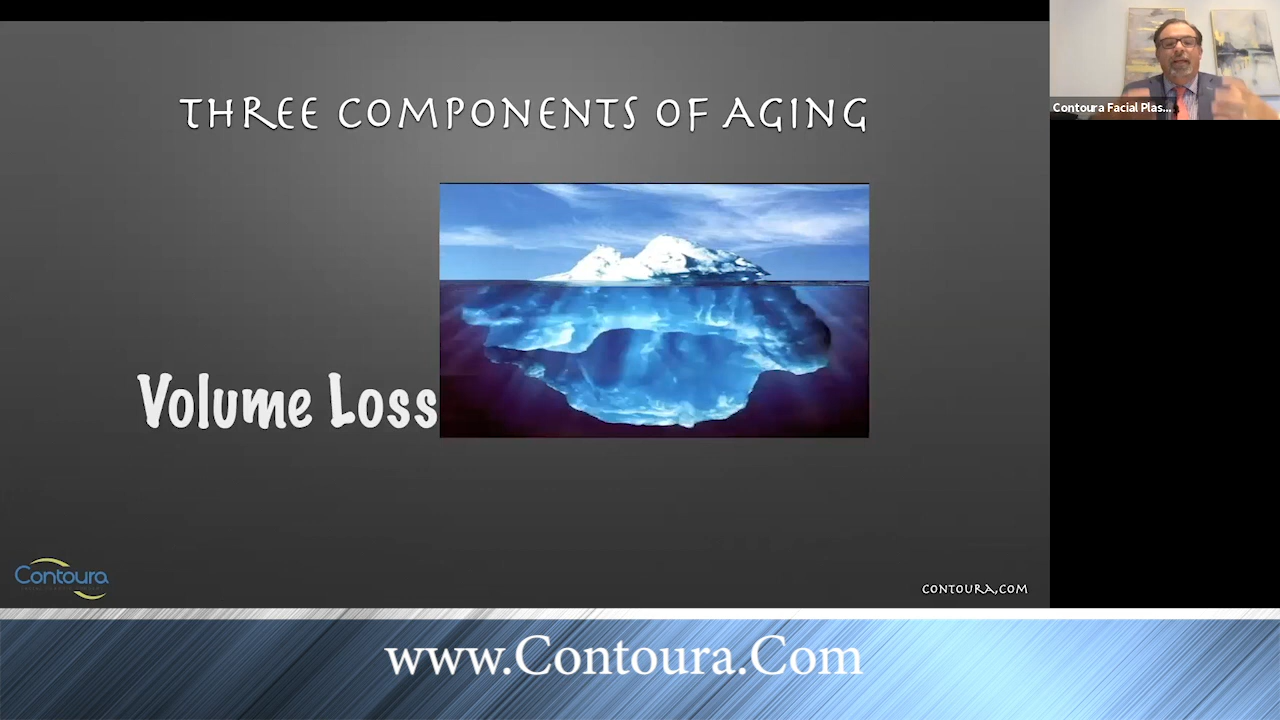 THREE COMPONENTS OF AGING
Contoura Facial Plas...
Volume Loss
Contoura
CONTOURA.COM
www.Contoura.Com